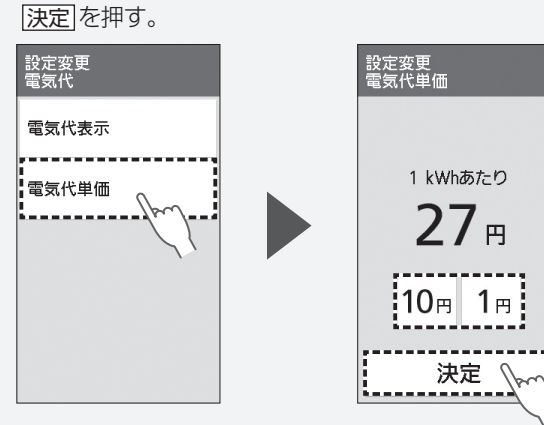 決定を押す。
設定変更
電気代
電気代表示
電気代単価
設定変更
電気代単価
1 kWhあたり
27円
10円 1円
決定